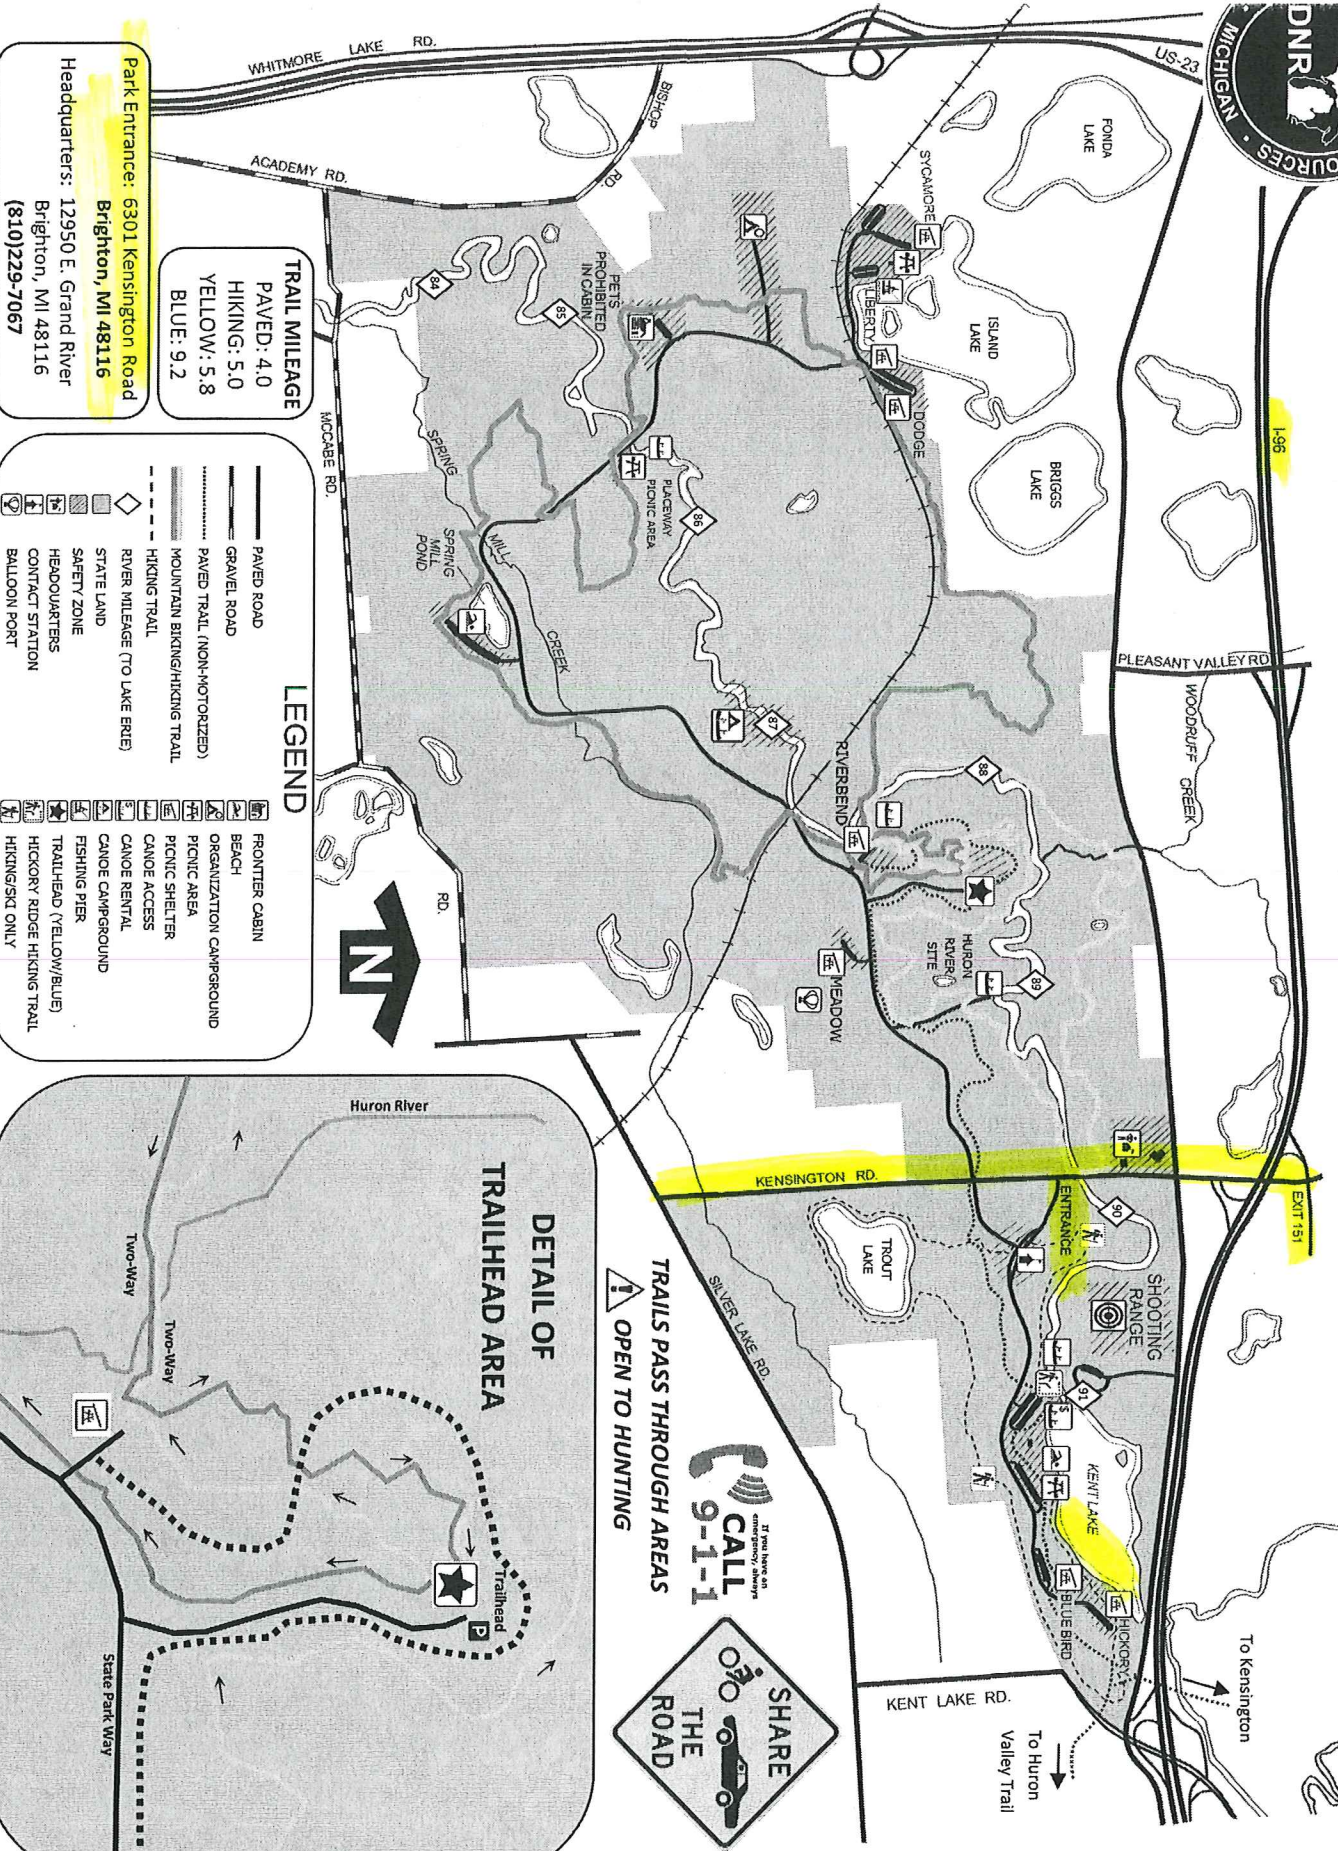 DNR
MICHIGAN
OURCES
US-23
I-96
EXIT 151
FONDA
LAKE
ISLAND
LAKE
BRIGGS
LAKE
PLEASANT VALLEY RD
WOODRUFF
CREEK
WHITMORE LAKE RD.
BISHOP
RD.
ACADEMY RD.
SYCAMORE
LIBERTY
DODGE
PETS
PROHIBITED
IN CABIN
84
85
86
87
88
89
90
91
PLACEWAY
PICNIC AREA
SPRING
MILL
CREEK
SPRING
MILL
POND
RIVERBEND
HURON
RIVER
SITE
MEADOW
MCCABE RD.
RD.
KENSINGTON RD.
ENTRANCE
SHOOTING
RANGE
TROUT
LAKE
KENT LAKE
BLUE BIRD
HICKORY
SILVER LAKE RD.
KENT LAKE RD.
To Kensington
To Huron
Valley Trail
TRAIL MILEAGE
PAVED: 4.0
HIKING: 5.0
YELLOW: 5.8
BLUE: 9.2
Park Entrance: 6301 Kensington Road
Brighton, MI 48116
Headquarters: 12950 E. Grand River
Brighton, MI 48116
(810)229-7067
LEGEND
PAVED ROAD
GRAVEL ROAD
PAVED TRAIL (NON-MOTORIZED)
MOUNTAIN BIKING/HIKING TRAIL
HIKING TRAIL
RIVER MILEAGE (TO LAKE ERIE)
STATE LAND
SAFETY ZONE
HEADQUARTERS
CONTACT STATION
BALLOON PORT
FRONTIER CABIN
BEACH
ORGANIZATION CAMPGROUND
PICNIC AREA
PICNIC SHELTER
CANOE ACCESS
CANOE RENTAL
CANOE CAMPGROUND
FISHING PIER
TRAILHEAD (YELLOW/BLUE)
HICKORY RIDGE HIKING TRAIL
HIKING/SKI ONLY
N
TRAILS PASS THROUGH AREAS
OPEN TO HUNTING
If you have an
emergency, always
CALL
9-1-1
SHARE
THE
ROAD
DETAIL OF
TRAILHEAD AREA
Huron River
Two-Way
Two-Way
Trailhead
P
State Park Way